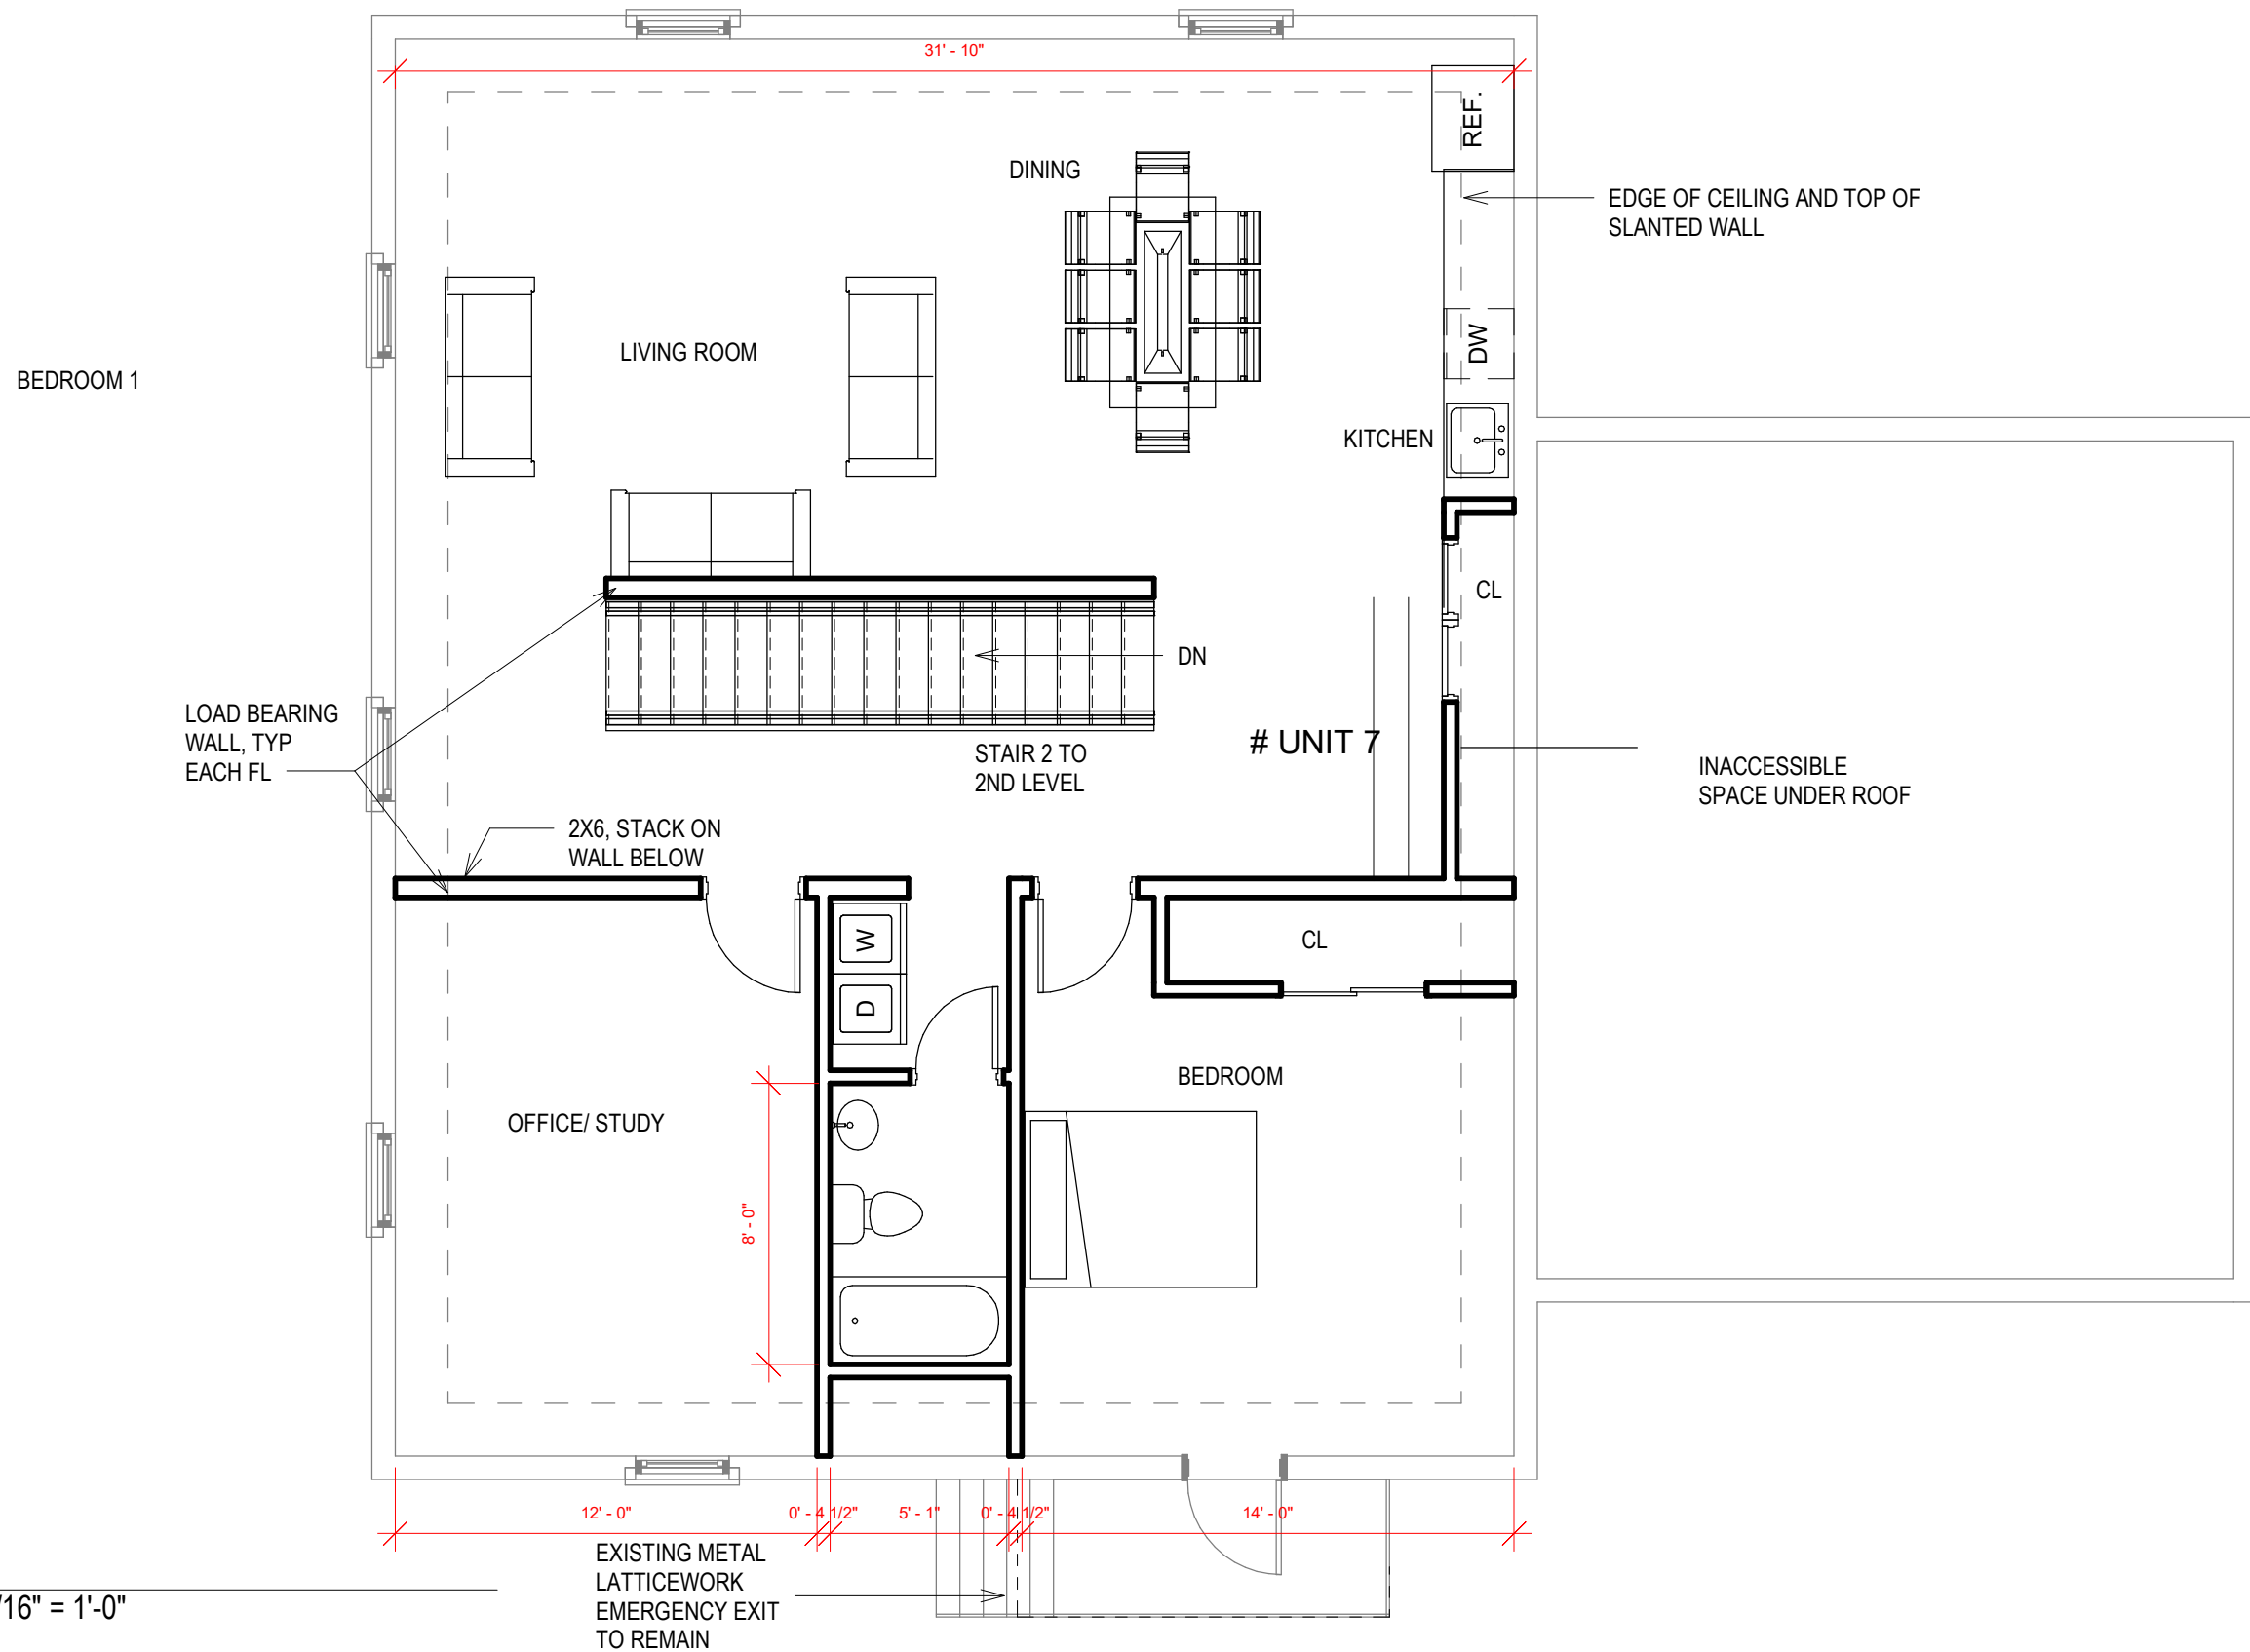 31' - 10"
REF.
DINING
EDGE OF CEILING AND TOP OF
SLANTED WALL
LIVING ROOM
DW
BEDROOM 1
KITCHEN
CL
DN
LOAD BEARING
WALL, TYP
EACH FL
# UNIT 7
STAIR 2 TO
2ND LEVEL
INACCESSIBLE
SPACE UNDER ROOF
2X6, STACK ON
WALL BELOW
W
CL
D
BEDROOM
OFFICE/ STUDY
8' - 0"
12' - 0"
0' - 4 1/2"
5' - 1"
0' - 4 1/2"
14' - 0"
EXISTING METAL
LATTICEWORK
EMERGENCY EXIT
TO REMAIN
/16" = 1'-0"